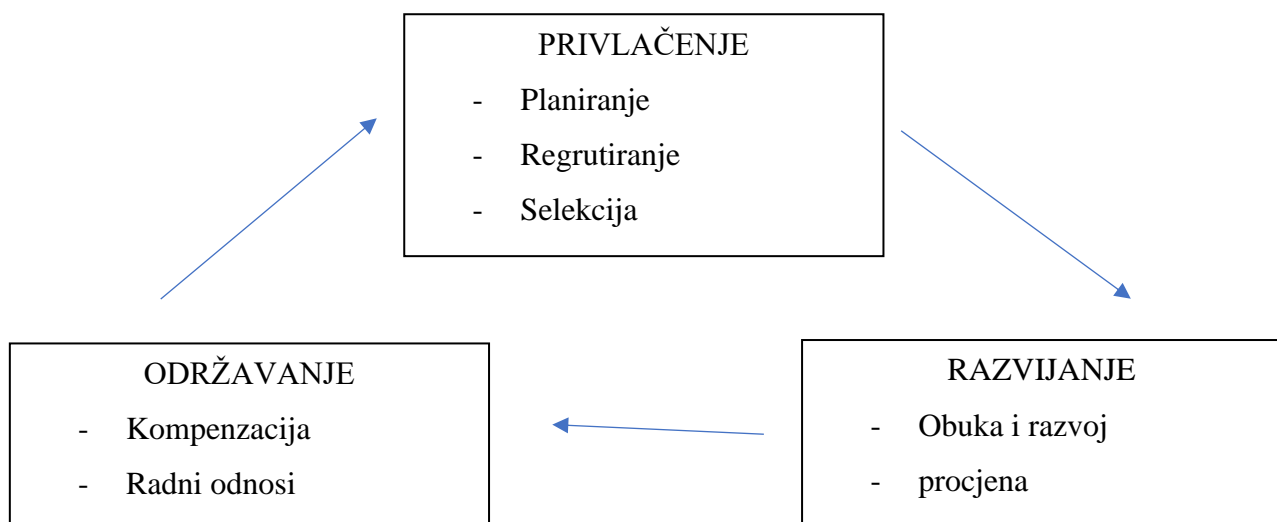 PRIVLAČENJE
- Planiranje
- Regrutiranje
- Selekcija
ODRŽAVANJE
- Kompenzacija
- Radni odnosi
RAZVIJANJE
- Obuka i razvoj
- procjena